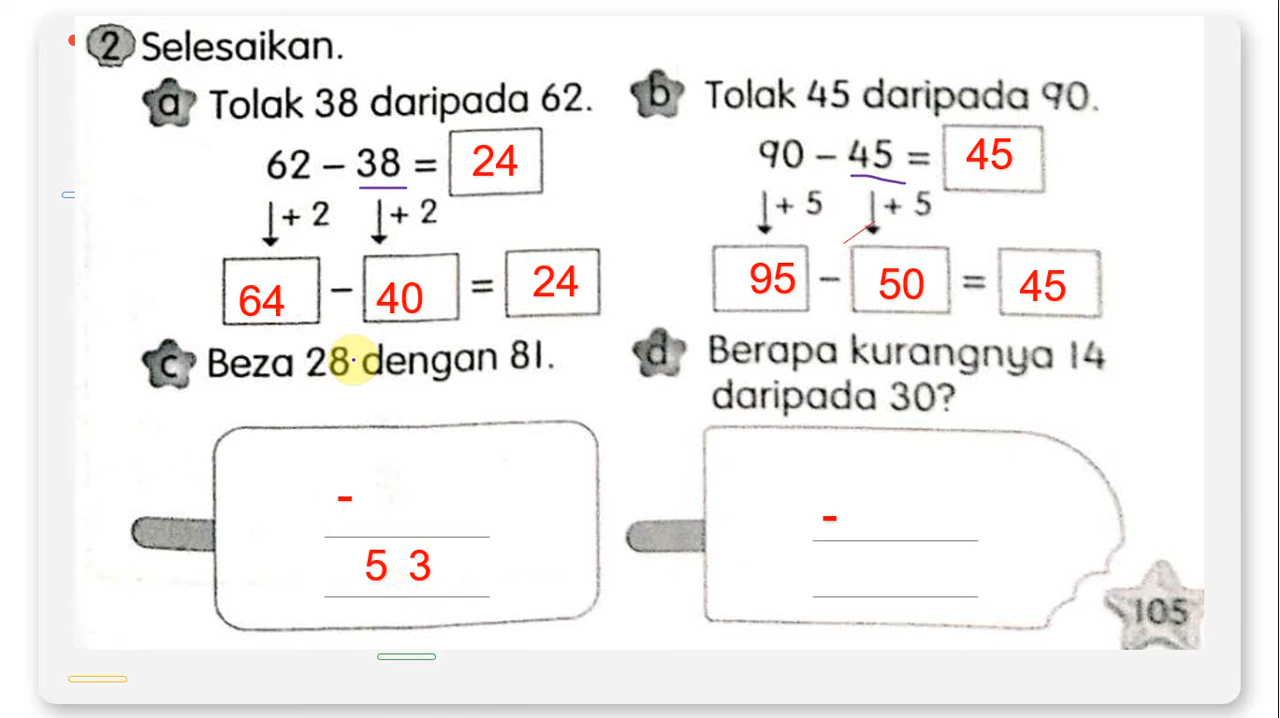 2 Selesaikan.
a Tolak 38 daripada 62.
62 - 38 = 24
+ 2 + 2
64 - 40 = 24
b Tolak 45 daripada 90.
90 - 45 = 45
+ 5 + 5
95 - 50 = 45
c Beza 28 dengan 81.
-
5 3
d Berapa kurangnya 14
daripada 30?
-
105